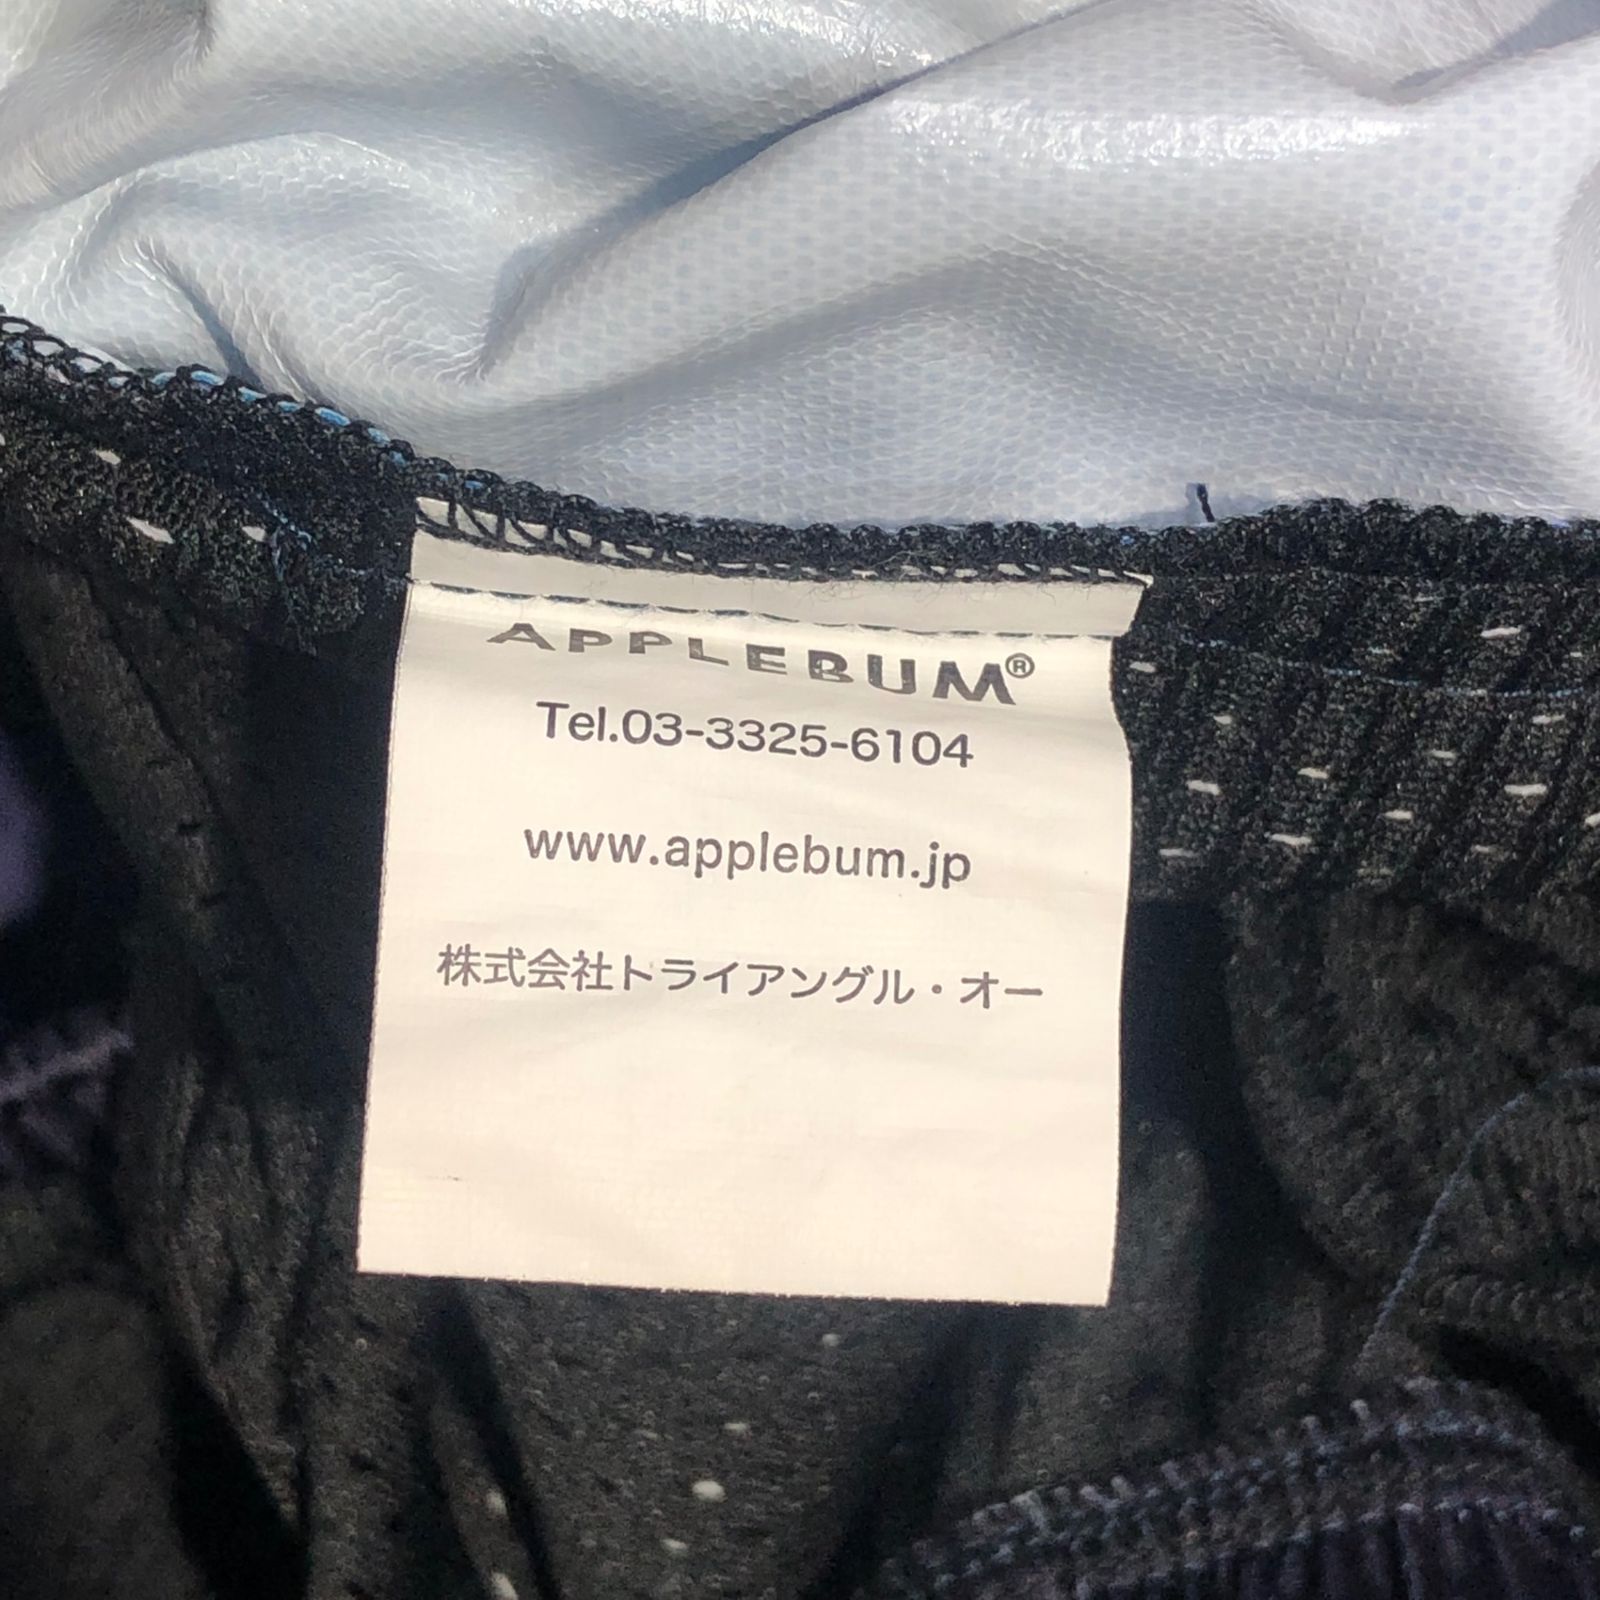 APPLEBUM®
Tel.03-3325-6104
www.applebum.jp
株式会社トライアングル・オー